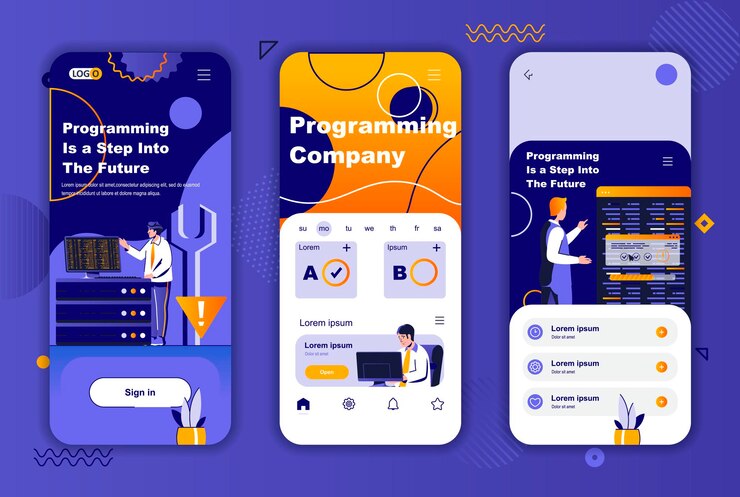 LOGO
Programming
Is a Step Into
The Future
Lorem ipsum dolor sit amet,consectetur adipiscing elit,
sed do eiusmod tempor incididunt ut labore et
dolore magna aliqua.
!
Sign in
Programming
Company
su mo tu we th fr sa
Lorem + Ipsum +
A B
Lorem ipsum
Lorem ipsum
Dolor sit amet
Open
Programming
Is a Step Into
The Future
Lorem ipsum
Dolor sit amet
Lorem ipsum
Dolor sit amet
Lorem ipsum
Dolor sit amet